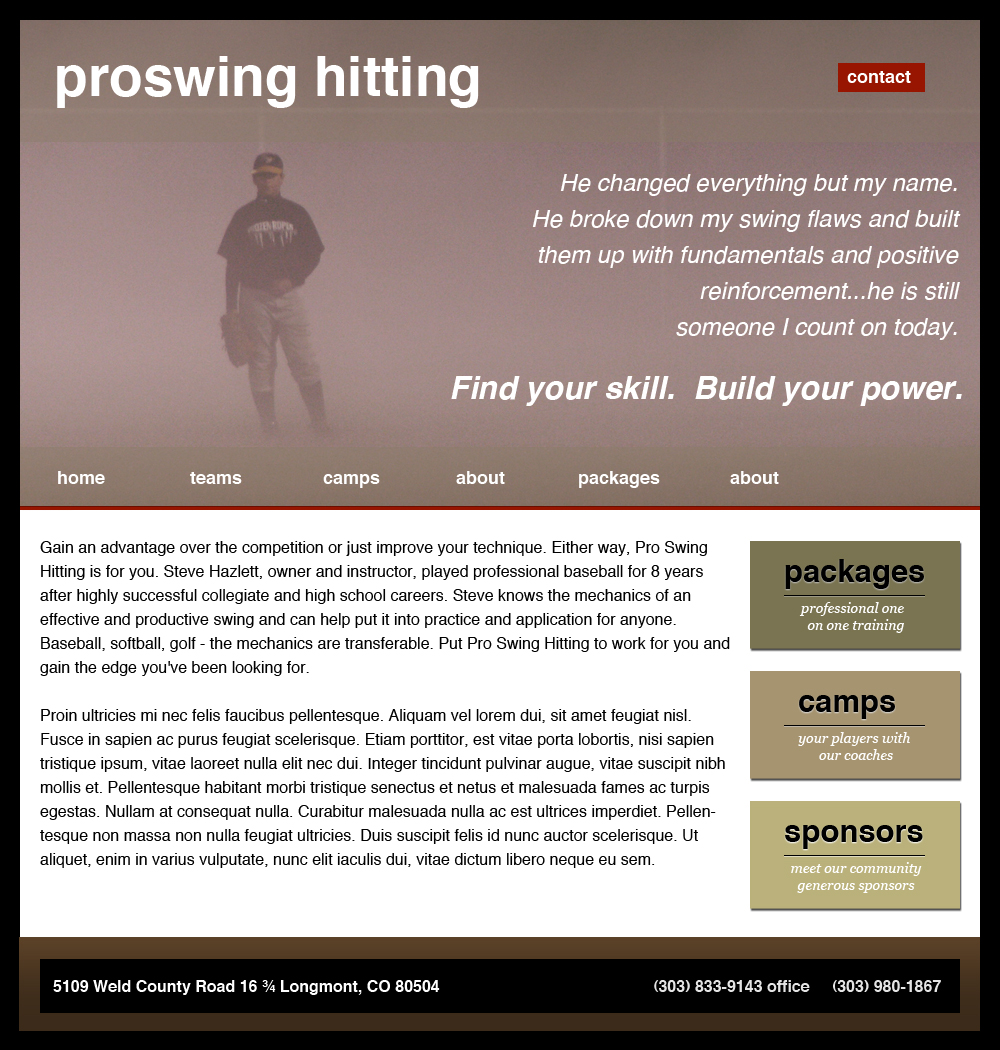 proswing hitting
contact
He changed everything but my name.
He broke down my swing flaws and built
them up with fundamentals and positive
reinforcement...he is still
someone I count on today.
Find your skill.  Build your power.
home teams camps about packages about
Gain an advantage over the competition or just improve your technique. Either way, Pro Swing
Hitting is for you. Steve Hazlett, owner and instructor, played professional baseball for 8 years
after highly successful collegiate and high school careers. Steve knows the mechanics of an
effective and productive swing and can help put it into practice and application for anyone.
Baseball, softball, golf - the mechanics are transferable. Put Pro Swing Hitting to work for you and
gain the edge you've been looking for.
Proin ultricies mi nec felis faucibus pellentesque. Aliquam vel lorem dui, sit amet feugiat nisl.
Fusce in sapien ac purus feugiat scelerisque. Etiam porttitor, est vitae porta lobortis, nisi sapien
tristique ipsum, vitae laoreet nulla elit nec dui. Integer tincidunt pulvinar augue, vitae suscipit nibh
mollis et. Pellentesque habitant morbi tristique senectus et netus et malesuada fames ac turpis
egestas. Nullam at consequat nulla. Curabitur malesuada nulla ac est ultrices imperdiet. Pellen-
tesque non massa non nulla feugiat ultricies. Duis suscipit felis id nunc auctor scelerisque. Ut
aliquet, enim in varius vulputate, nunc elit iaculis dui, vitae dictum libero neque eu sem.
packages
professional one
on one training
camps
your players with
our coaches
sponsors
meet our community
generous sponsors
5109 Weld County Road 16 ¾ Longmont, CO 80504
(303) 833-9143 office (303) 980-1867